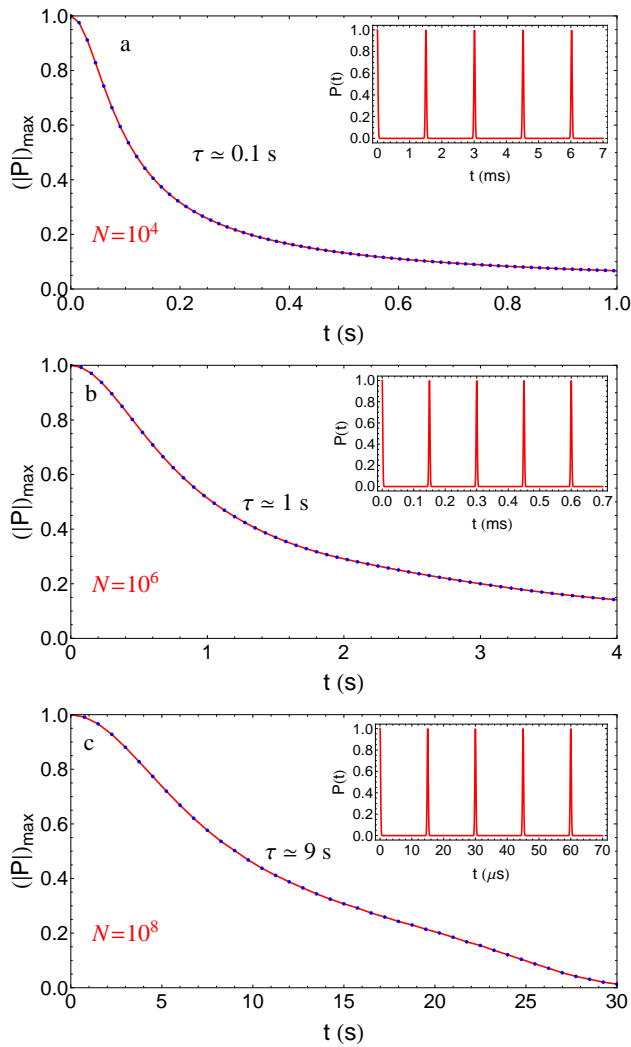 1.0
0.8
0.6
0.4
0.2
0.0
(|P|)max
a
τ ≃ 0.1 s
N=10⁴
0.0 0.2 0.4 0.6 0.8 1.0
t (s)
1.0
0.8
0.6
0.4
0.2
0.0
P(t)
0 1 2 3 4 5 6 7
t (ms)
1.0
0.8
0.6
0.4
0.2
0.0
(|P|)max
b
τ ≃ 1 s
N=10⁶
0 1 2 3 4
t (s)
1.0
0.8
0.6
0.4
0.2
0.0
P(t)
0.0 0.1 0.2 0.3 0.4 0.5 0.6 0.7
t (ms)
1.0
0.8
0.6
0.4
0.2
0.0
(|P|)max
c
τ ≃ 9 s
N=10⁸
0 5 10 15 20 25 30
t (s)
1.0
0.8
0.6
0.4
0.2
0.0
P(t)
0 10 20 30 40 50 60 70
t (μs)